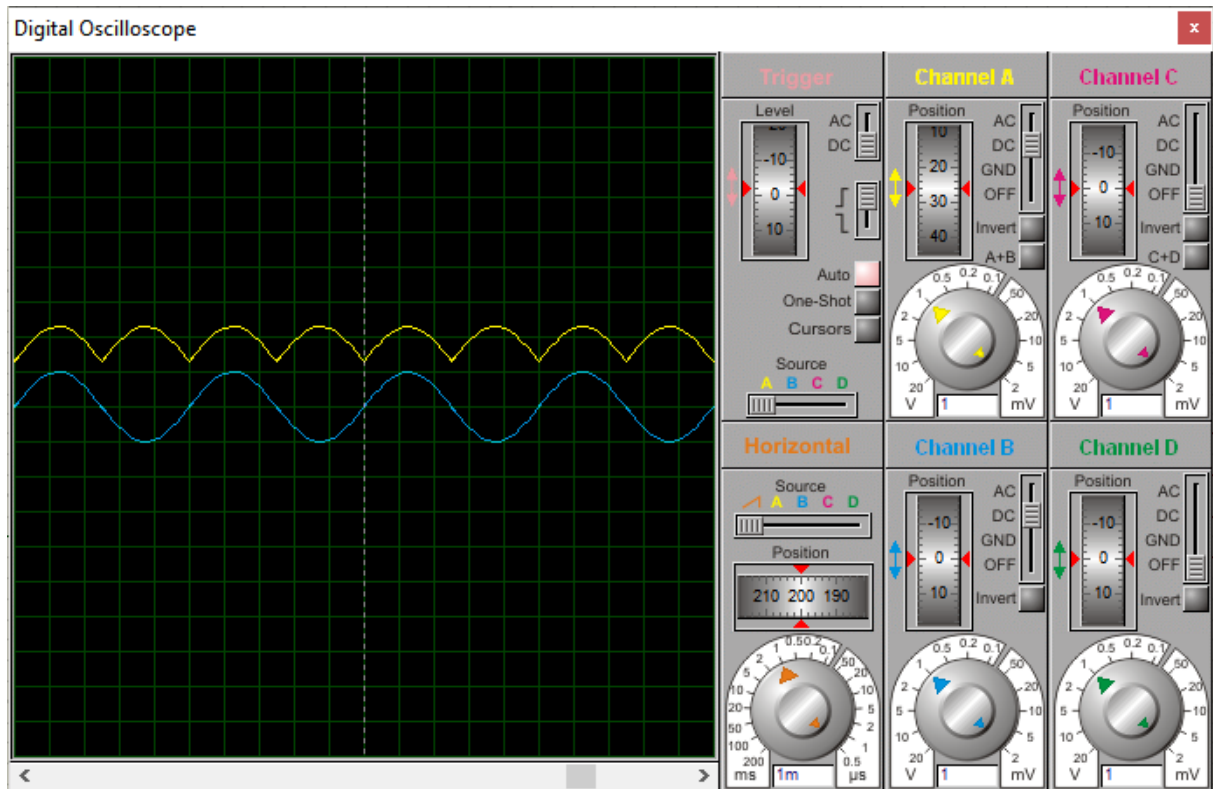 Digital Oscilloscope
x
Trigger
Level
AC
DC
20
-10
0
10
Auto
One-Shot
Cursors
Source
A B C D
Channel A
Position
AC
DC
GND
OFF
10
20
30
40
Invert
A+B
0.5 0.2 0.1
1 50
2 20
5 10
10 5
20 2
V 1 mV
Channel C
Position
AC
DC
GND
OFF
-10
0
10
Invert
C+D
0.5 0.2 0.1
1 50
2 20
5 10
10 5
20 2
V 1 mV
Horizontal
Source
A B C D
Position
210 200 190
1 0.5 0.2 0.1
2 50
5 20
10 10
20 5
50 2
100 1
200 0.5
ms 1m µs
Channel B
Position
AC
DC
GND
OFF
-10
0
10
Invert
0.5 0.2 0.1
1 50
2 20
5 10
10 5
20 2
V 1 mV
Channel D
Position
AC
DC
GND
OFF
-10
0
10
Invert
0.5 0.2 0.1
1 50
2 20
5 10
10 5
20 2
V 1 mV